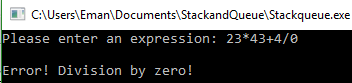 C:\Users\Eman\Documents\StackandQueue\Stackqueue.exe
Please enter an expression: 23*43+4/0
Error! Division by zero!